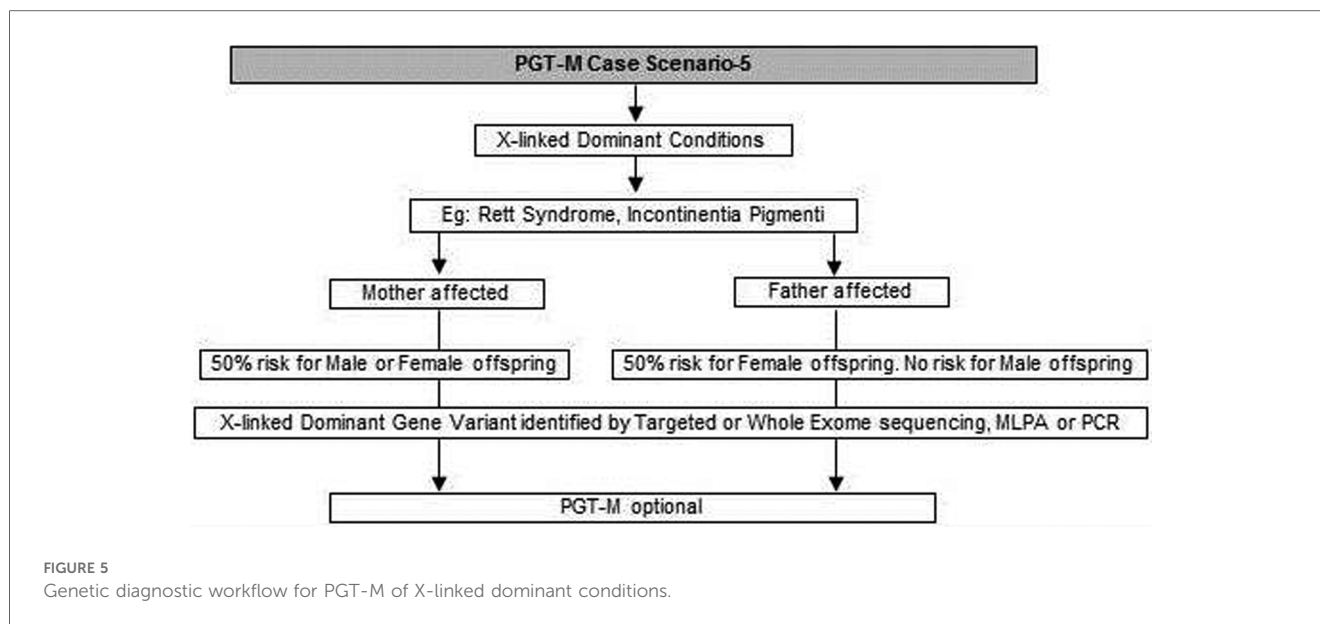 PGT-M Case Scenario-5
X-linked Dominant Conditions
Eg: Rett Syndrome, Incontinentia Pigmenti
Mother affected
Father affected
50% risk for Male or Female offspring
50% risk for Female offspring. No risk for Male offspring
X-linked Dominant Gene Variant identified by Targeted or Whole Exome sequencing, MLPA or PCR
PGT-M optional
FIGURE 5
Genetic diagnostic workflow for PGT-M of X-linked dominant conditions.